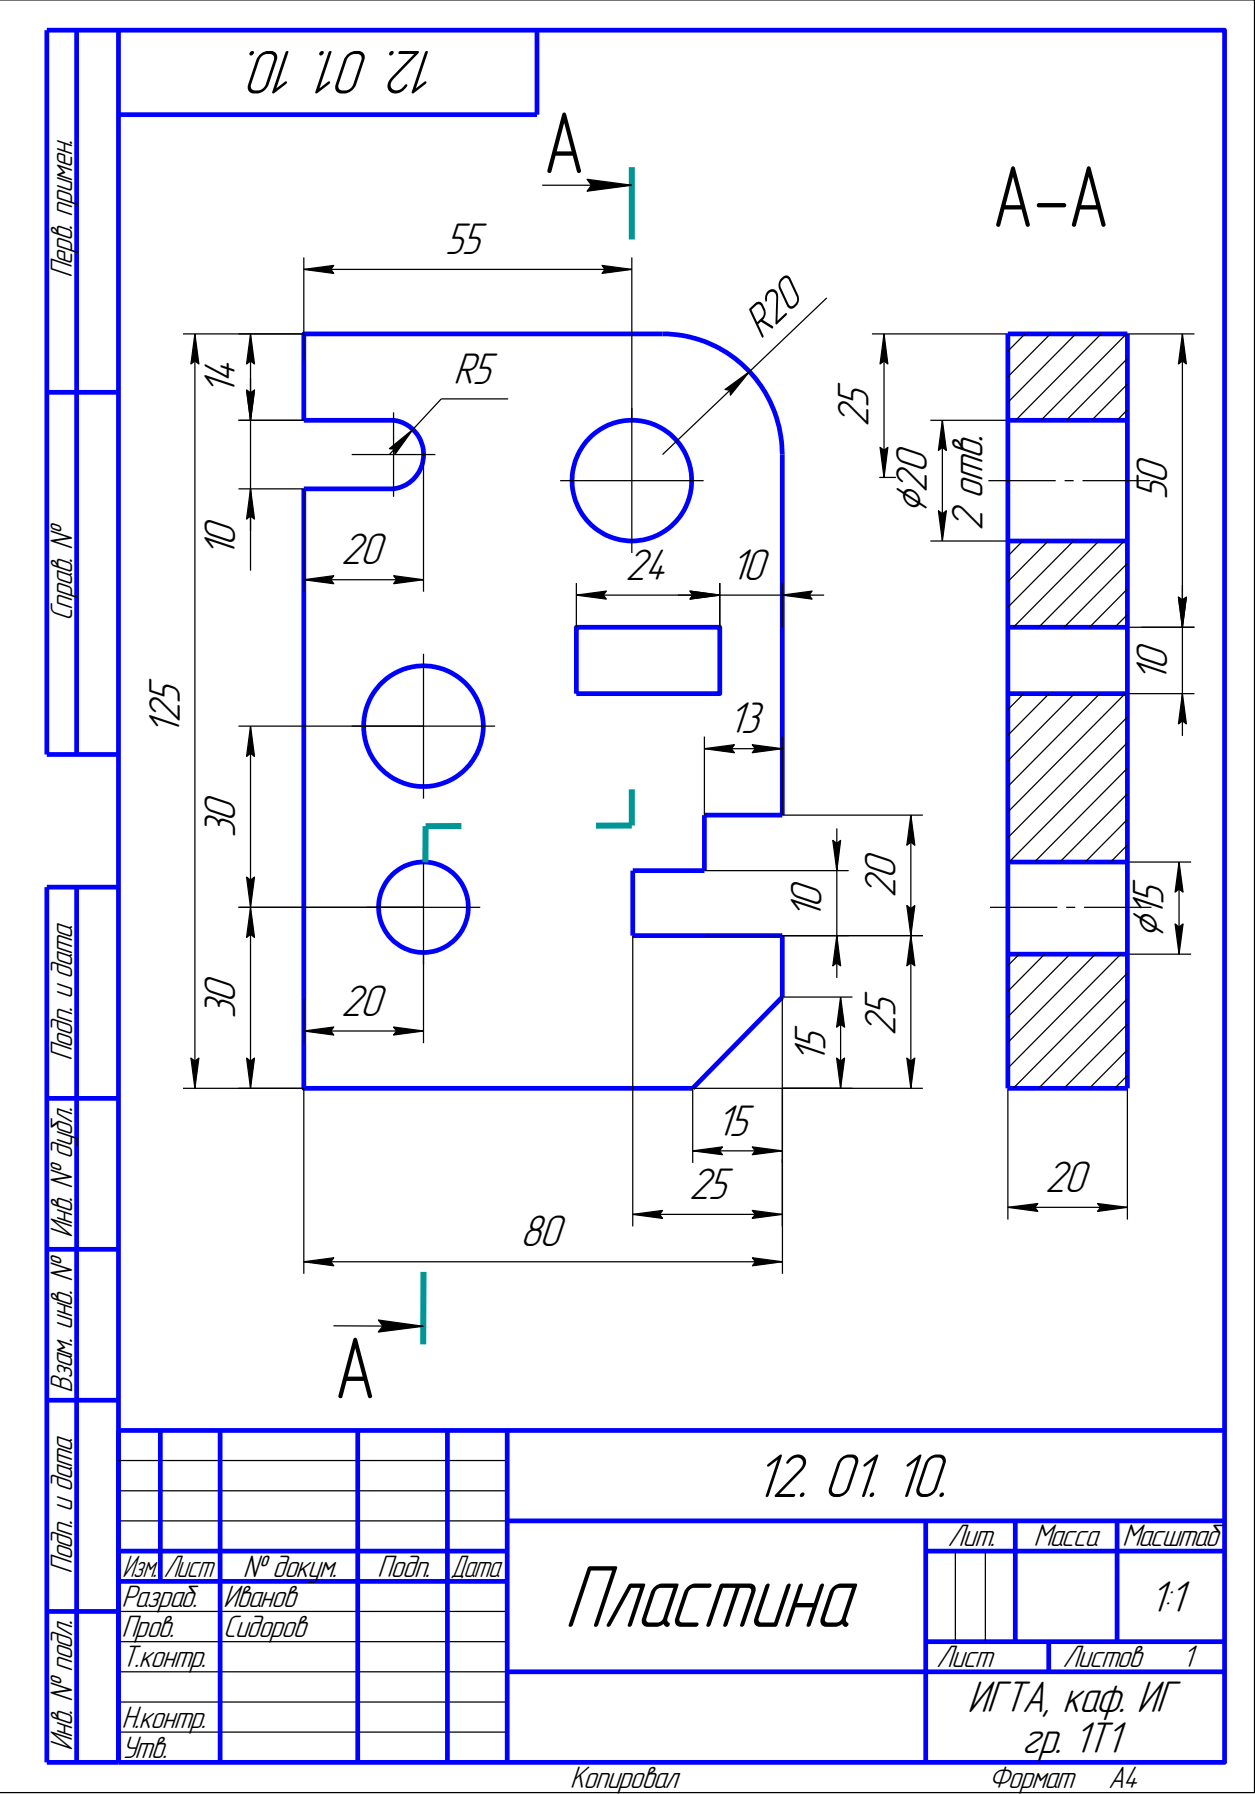 12. 01. 10.
Перв. примен.
Справ. №
Подп. и дата
Инв. № дубл.
Взам. инв. №
Подп. и дата
Инв. № подл.
А
А-А
55
R20
14
R5
25
ϕ20
2 отв.
50
10
20
24
10
10
125
13
30
10
20
ϕ15
30
20
15
25
15
25
20
80
А
12. 01. 10.
Лит. Масса Масштаб
Изм. Лист № докум. Подп. Дата
Разраб. Иванов
Пров. Сидоров
Т.контр.
Н.контр.
Утв.
Пластина
1:1
Лист Листов 1
ИГТА, каф. ИГ
гр. 1Т1
Копировал Формат А4